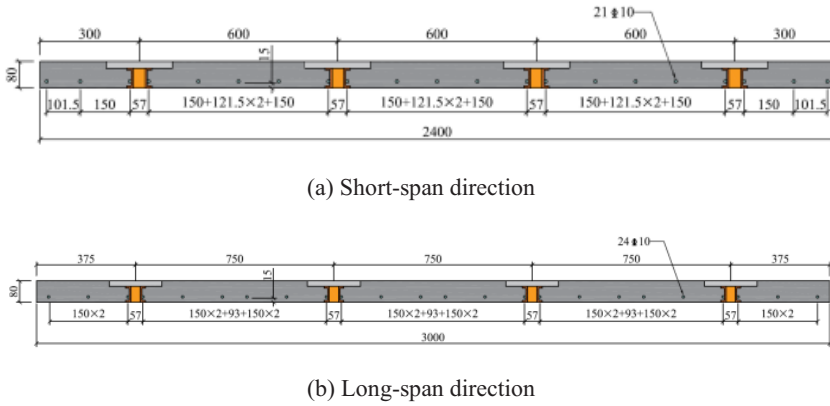 21 ⏀ 10
300 600 600 600 300
15
80
101.5 150 57 150+121.5×2+150 57 150+121.5×2+150 57 150+121.5×2+150 57 150 101.5
2400
(a) Short-span direction
24 ⏀ 10
375 750 750 750 375
15
80
150×2 57 150×2+93+150×2 57 150×2+93+150×2 57 150×2+93+150×2 57 150×2
3000
(b) Long-span direction